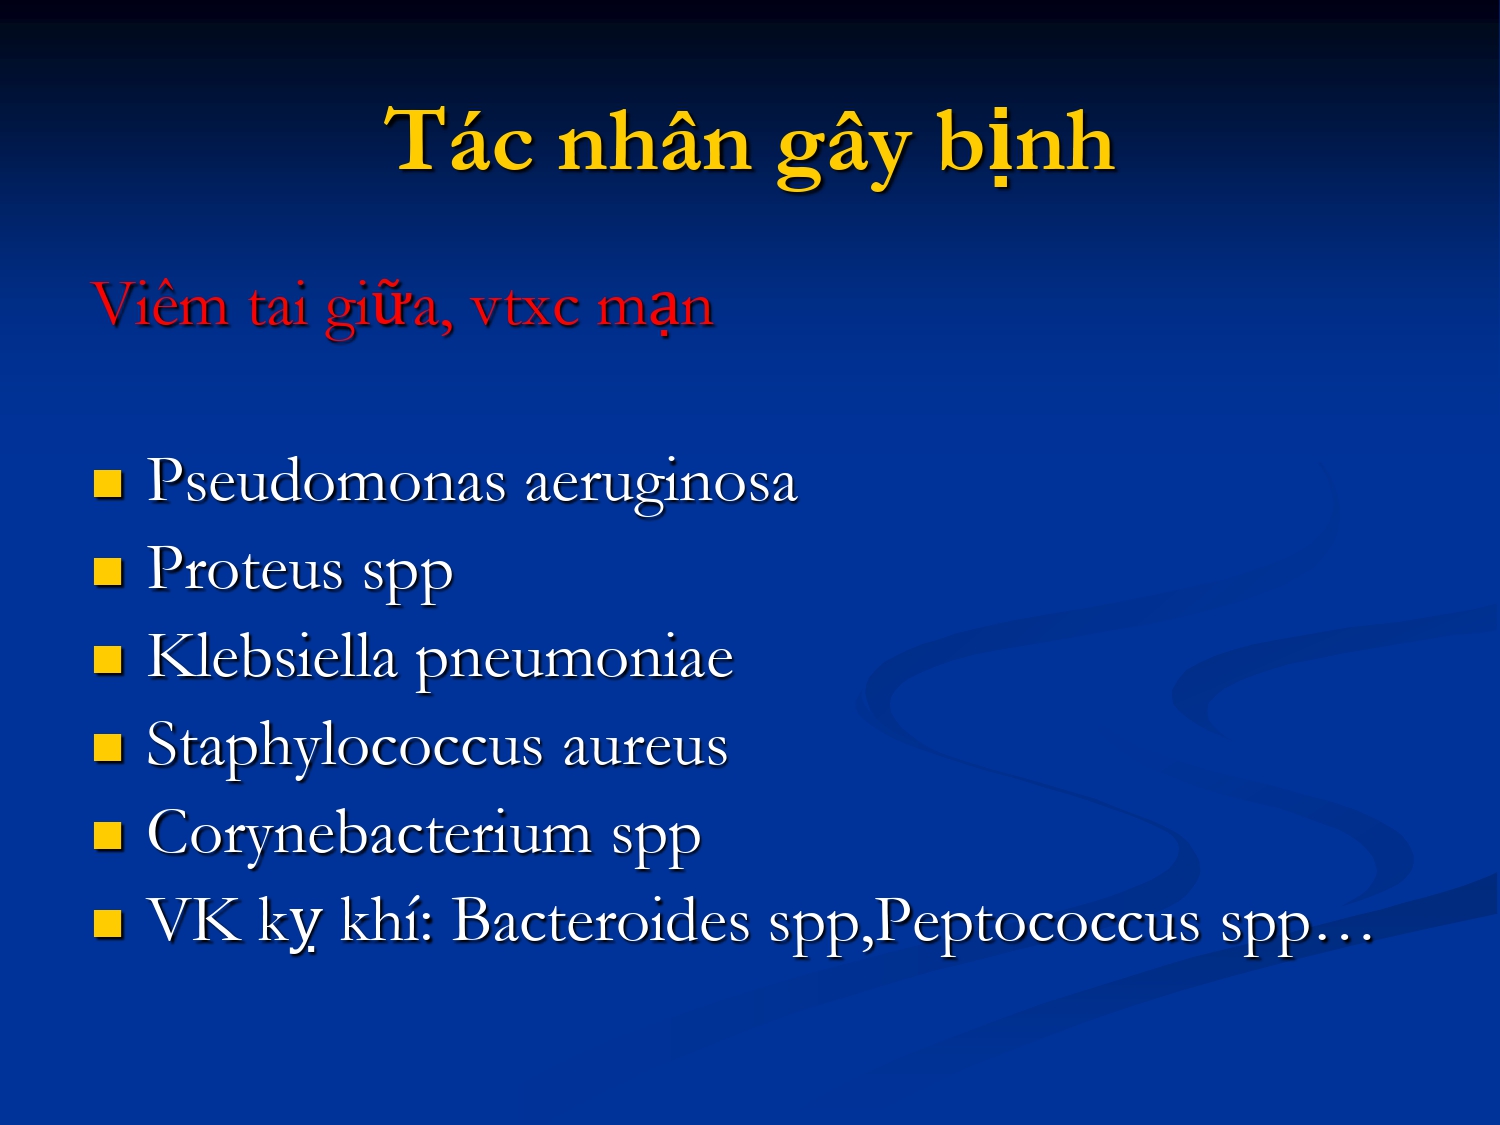 Tác nhân gây bịnh
Viêm tai giữa, vtxc mạn
Pseudomonas aeruginosa
Proteus spp
Klebsiella pneumoniae
Staphylococcus aureus
Corynebacterium spp
VK kỵ khí: Bacteroides spp,Peptococcus spp…